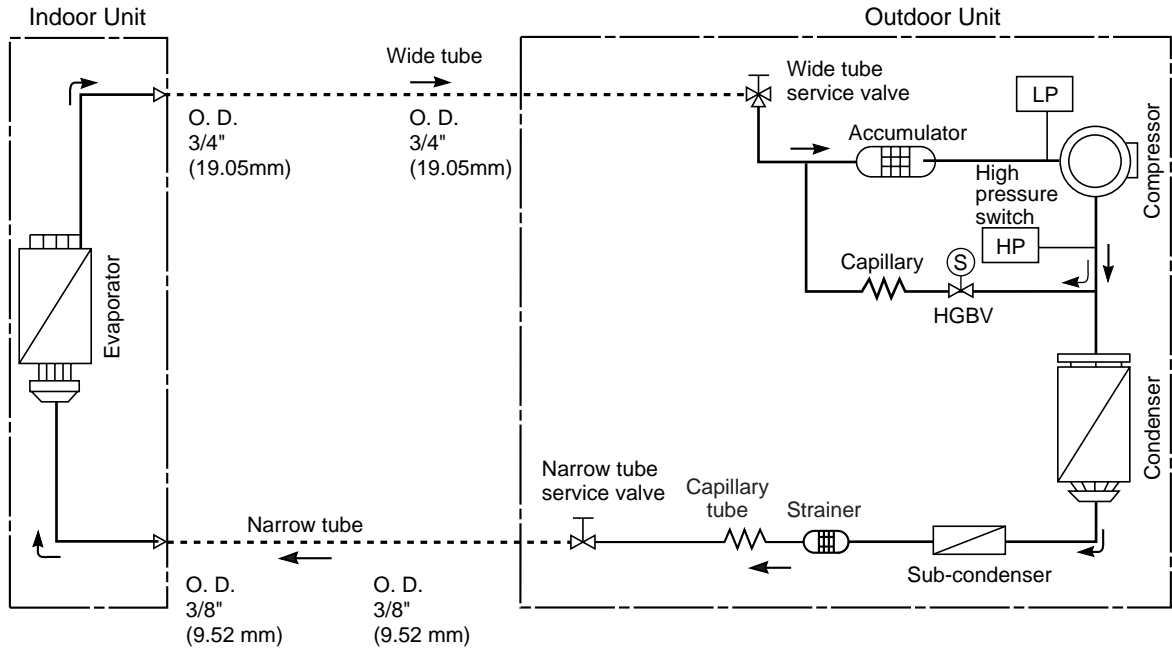 Indoor Unit
Outdoor Unit
Wide tube
Wide tube
service valve
LP
O. D.
3/4"
(19.05mm)
O. D.
3/4"
(19.05mm)
Accumulator
Compressor
High
pressure
switch
HP
Capillary
S
HGBV
Evaporator
Condenser
Narrow tube
service valve
Capillary
tube
Strainer
Narrow tube
Sub-condenser
O. D.
3/8"
(9.52 mm)
O. D.
3/8"
(9.52 mm)